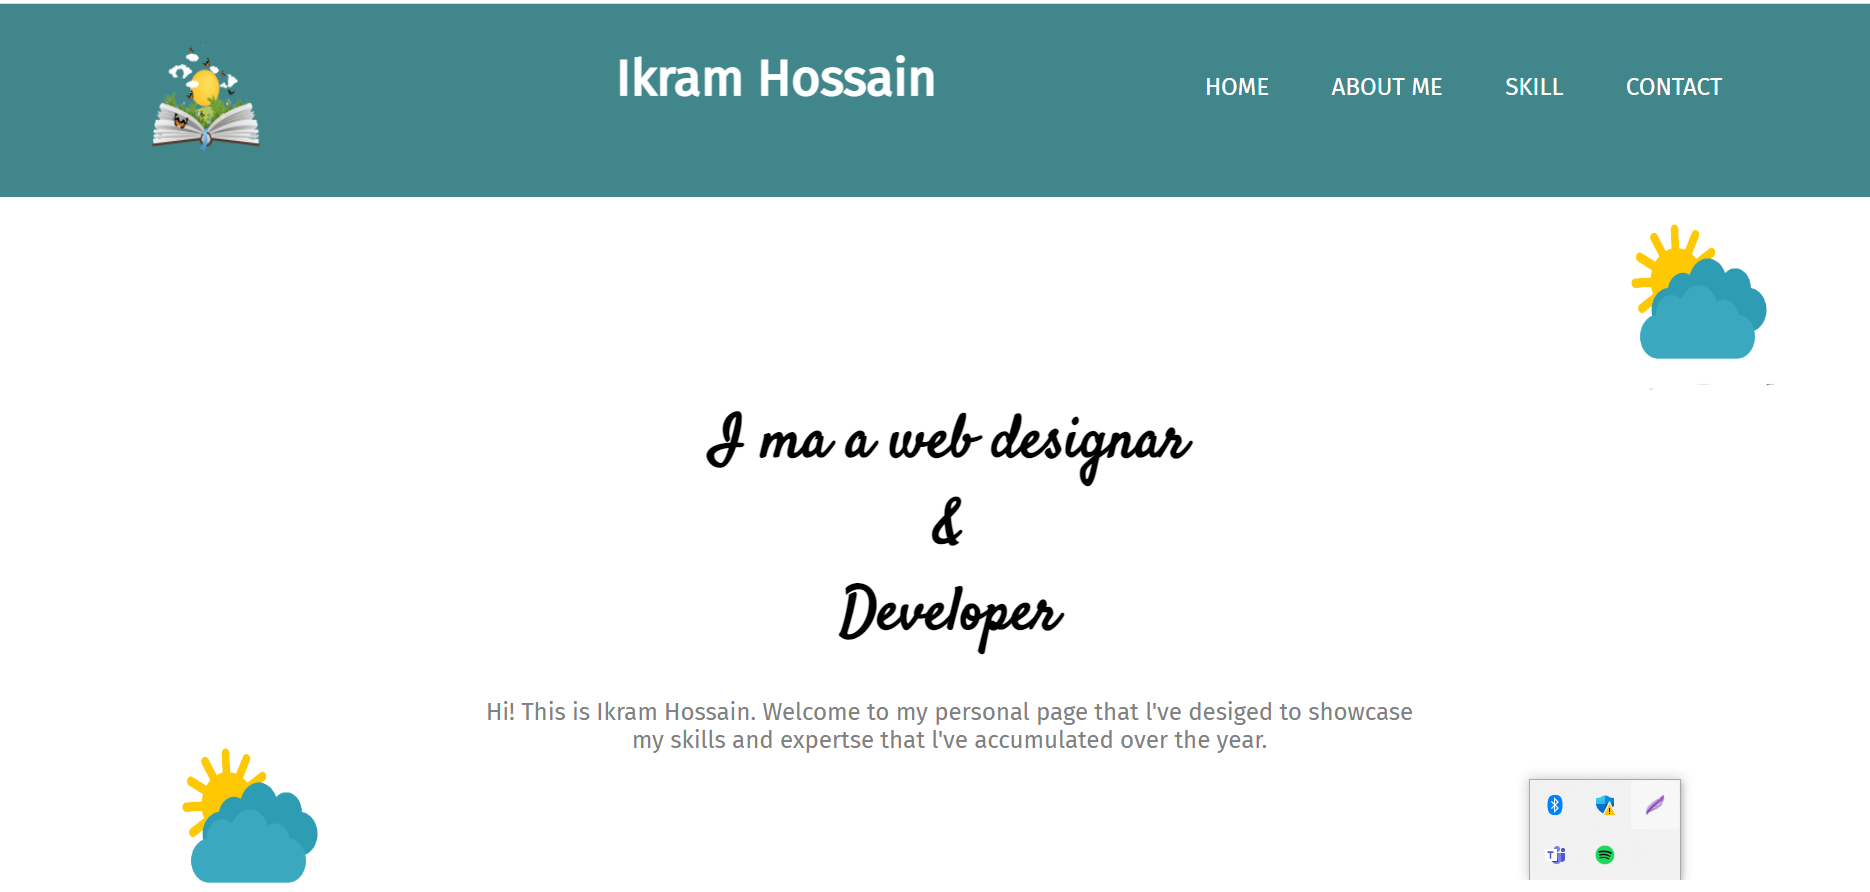 Ikram Hossain
HOME ABOUT ME SKILL CONTACT
I ma a web designar
&
Developer
Hi! This is Ikram Hossain. Welcome to my personal page that l've desiged to showcase
my skills and expertse that l've accumulated over the year.